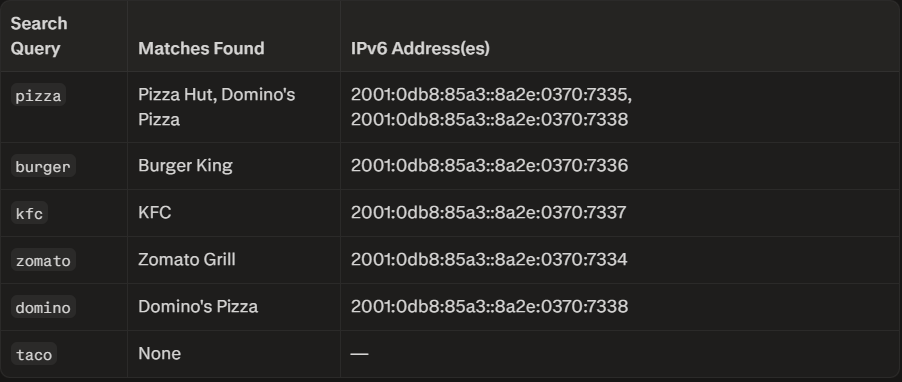 Search
Query
Matches Found
IPv6 Address(es)
pizza
Pizza Hut, Domino's
Pizza
2001:0db8:85a3::8a2e:0370:7335,
2001:0db8:85a3::8a2e:0370:7338
burger
Burger King
2001:0db8:85a3::8a2e:0370:7336
kfc
KFC
2001:0db8:85a3::8a2e:0370:7337
zomato
Zomato Grill
2001:0db8:85a3::8a2e:0370:7334
domino
Domino's Pizza
2001:0db8:85a3::8a2e:0370:7338
taco
None
—